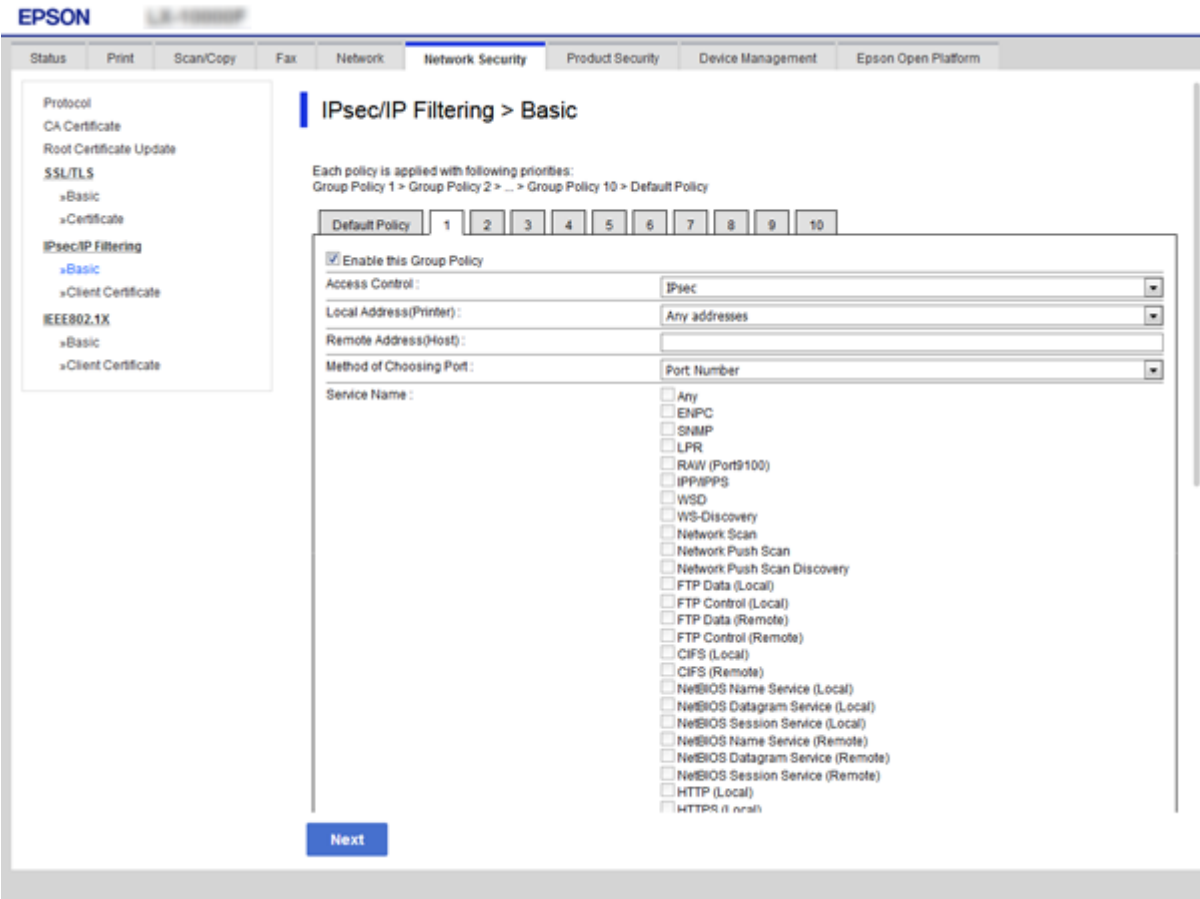 EPSON
Status Print Scan/Copy Fax Network Network Security Product Security Device Management Epson Open Platform
Protocol
CA Certificate
Root Certificate Update
SSL/TLS
»Basic
»Certificate
IPsec/IP Filtering
»Basic
»Client Certificate
IEEE802.1X
»Basic
»Client Certificate
IPsec/IP Filtering > Basic
Each policy is applied with following priorities:
Group Policy 1 > Group Policy 2 > ... > Group Policy 10 > Default Policy
Default Policy 1 2 3 4 5 6 7 8 9 10
Enable this Group Policy
Access Control : IPsec
Local Address(Printer) : Any addresses
Remote Address(Host) :
Method of Choosing Port : Port Number
Service Name : Any
ENPC
SNMP
LPR
RAW (Port9100)
IPP/IPPS
WSD
WS-Discovery
Network Scan
Network Push Scan
Network Push Scan Discovery
FTP Data (Local)
FTP Control (Local)
FTP Data (Remote)
FTP Control (Remote)
CIFS (Local)
CIFS (Remote)
NetBIOS Name Service (Local)
NetBIOS Datagram Service (Local)
NetBIOS Session Service (Local)
NetBIOS Name Service (Remote)
NetBIOS Datagram Service (Remote)
NetBIOS Session Service (Remote)
HTTP (Local)
HTTPS (Local)
Next